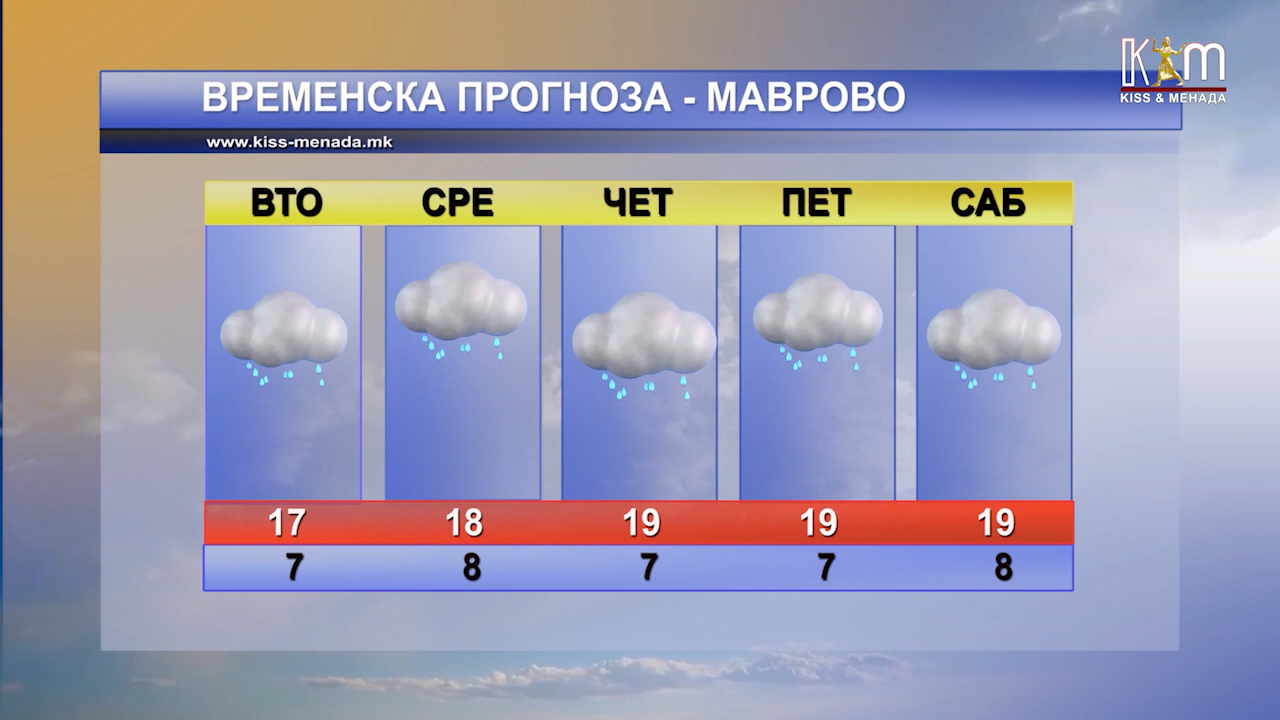 K m
KISS & МЕНАДА
ВРЕМЕНСКА ПРОГНОЗА - МАВРОВО
www.kiss-menada.mk
ВТО СРЕ ЧЕТ ПЕТ САБ
17 18 19 19 19
7 8 7 7 8